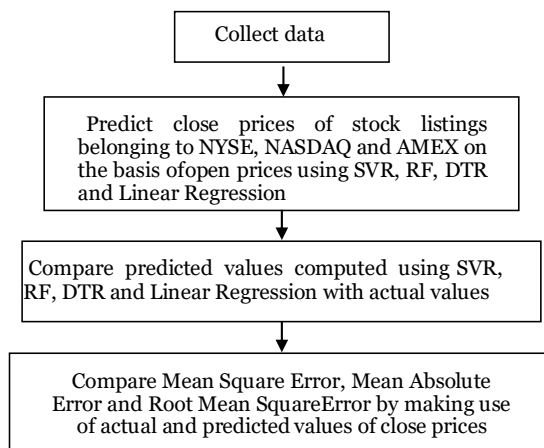 Collect data
Predict close prices of stock listings
belonging to NYSE, NASDAQ and AMEX on
the basis ofopen prices using SVR, RF, DTR
and Linear Regression
Compare predicted values computed using SVR,
RF, DTR and Linear Regression with actual values
Compare Mean Square Error, Mean Absolute
Error and Root Mean SquareError by making use
of actual and predicted values of close prices